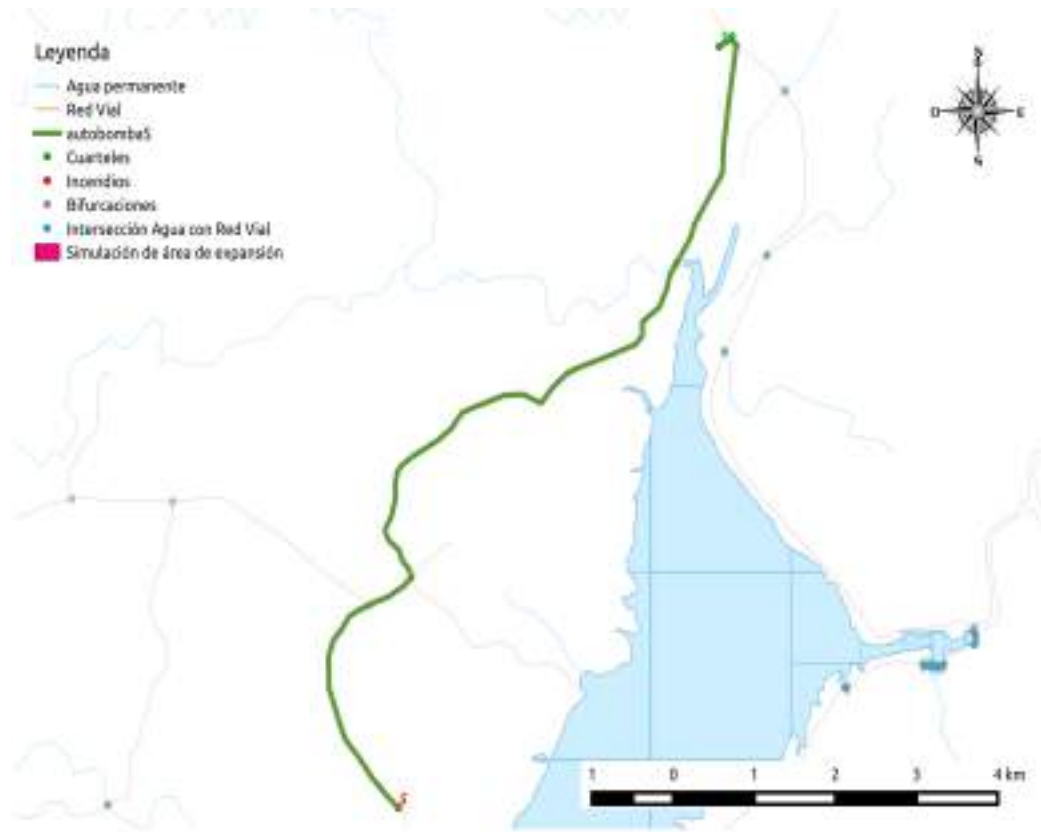 Leyenda
Agua permanente
Red Vial
autobomba5
Cuarteles
Incendios
Bifurcaciones
Intersección Agua con Red Vial
Simulación de área de expansión
O
E
5
1 0 1 2 3 4 km